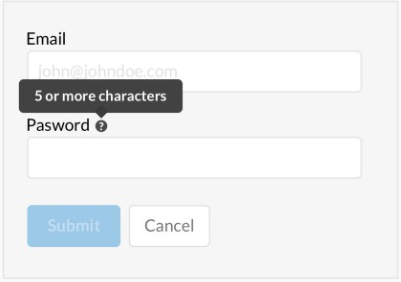 Email
john@johndoe.com
5 or more characters
Pasword ?
Submit
Cancel